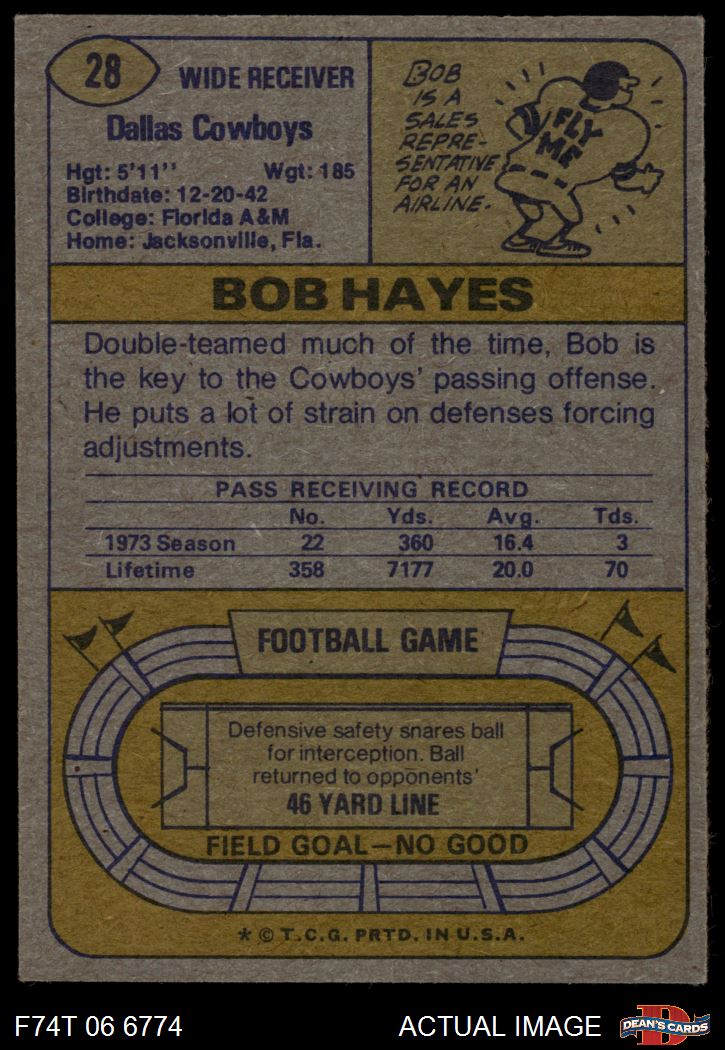 28
WIDE RECEIVER
Dallas Cowboys
Hgt: 5'11'' Wgt: 185
Birthdate: 12-20-42
College: Florida A&M
Home: Jacksonville, Fla.
BOB
IS A
SALES
REPRE-
SENTATIVE
FOR AN
AIRLINE.
FLY
ME
BOB HAYES
Double-teamed much of the time, Bob is
the key to the Cowboys' passing offense.
He puts a lot of strain on defenses forcing
adjustments.
PASS RECEIVING RECORD
No. Yds. Avg. Tds.
1973 Season 22 360 16.4 3
Lifetime 358 7177 20.0 70
FOOTBALL GAME
Defensive safety snares ball
for interception. Ball
returned to opponents'
46 YARD LINE
FIELD GOAL—NO GOOD
* © T.C.G. PRTD. IN U.S.A.
F74T 06 6774 ACTUAL IMAGE
D
DEAN'S CARDS